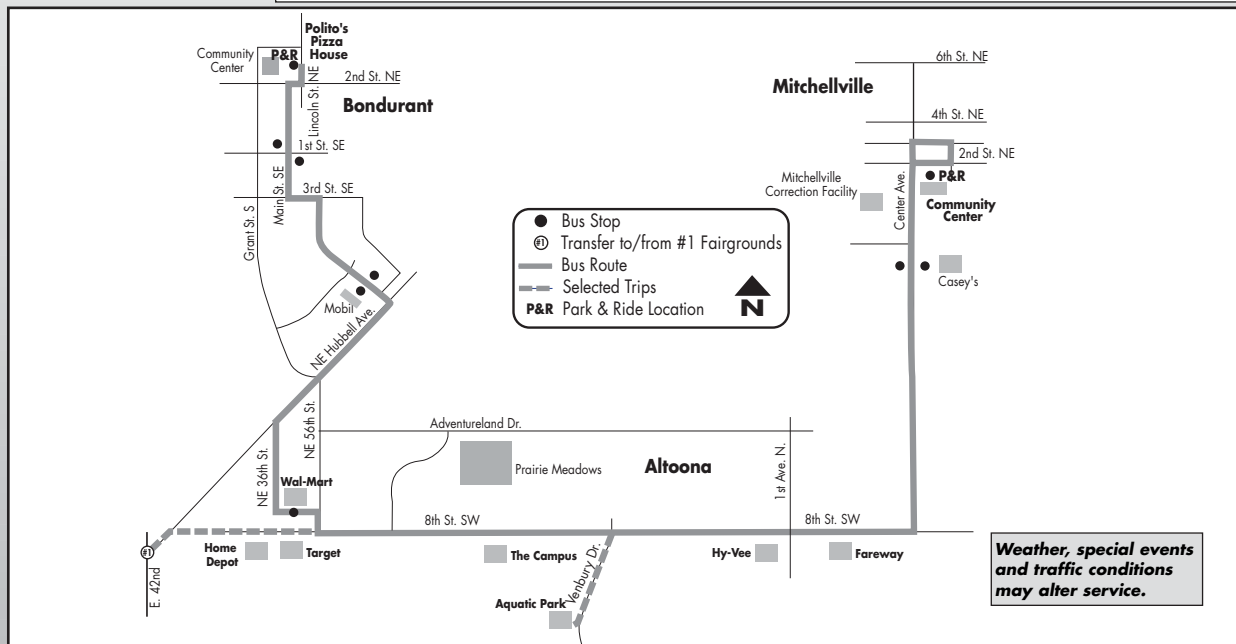 Polito's
Pizza
House
Community
Center
P&R
2nd St. NE
Lincoln St. NE
Bondurant
1st St. SE
Main St. SE
3rd St. SE
Grant St. S
Mobil
NE Hubbell Ave.
NE 56th St.
NE 36th St.
Wal-Mart
6th St. NE
Mitchellville
4th St. NE
2nd St. NE
P&R
Mitchellville
Correction Facility
Center Ave.
Community
Center
Casey's
Bus Stop
#1 Transfer to/from #1 Fairgrounds
Bus Route
Selected Trips
P&R Park & Ride Location
N
Adventureland Dr.
Prairie Meadows
Altoona
1st Ave. N.
8th St. SW
8th St. SW
#1
E. 42nd
Home
Depot
Target
The Campus
Venbury Dr.
Hy-Vee
Fareway
Aquatic Park
Weather, special events
and traffic conditions
may alter service.